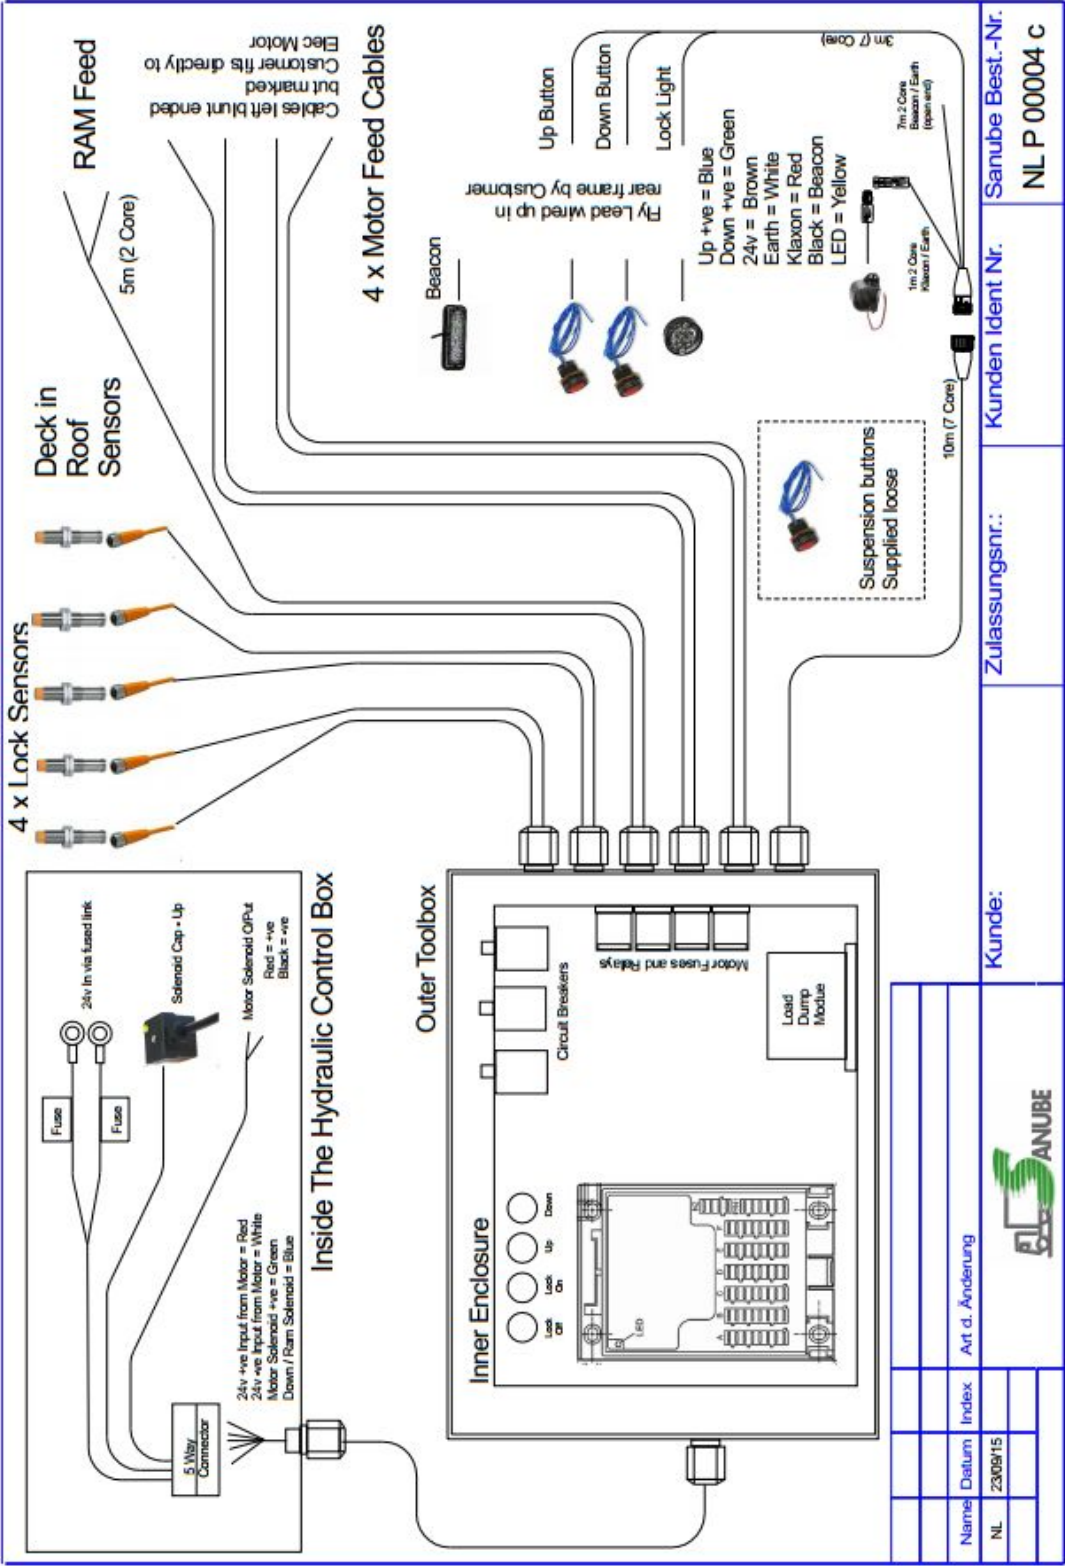 4 x Lock Sensors
Deck in
Roof
Sensors
RAM Feed
5m (2 Core)
Cables left blunt ended
but marked
Customer fits directly to
Elec Motor
4 x Motor Feed Cables
24v In via fused link
Fuse
Fuse
Solenoid Cap - Up
Motor Solenoid O/Put
Red = +ve
Black = -ve
5 Way
Connector
24v +ve Input from Motor = Red
24v -ve Input from Motor = White
Motor Solenoid +ve = Green
Down / Ram Solenoid = Blue
Inside The Hydraulic Control Box
Outer Toolbox
Inner Enclosure
Circuit Breakers
Motor Fuses and Relays
Load
Dump
Modue
Lock
Off
Lock
On
Up
Down
LED
A
B
C
D
E
F
Beacon
Fly Lead wired up in
rear frame by Customer
Up Button
Down Button
Lock Light
Up +ve = Blue
Down +ve = Green
24v = Brown
Earth = White
Klaxon = Red
Black = Beacon
LED = Yellow
3m (7 Core)
7m 2 Core
Beacon / Earth
(open end)
1m 2 Core
Klaxon / Earth
10m (7 Core)
Suspension buttons
Supplied loose
Name
Datum
Index
Art d. Änderung
NL
23/09/15
SANUBE
Kunde:
Zulassungsnr.:
Kunden Ident Nr.
Sanube Best.-Nr.
NL P 00004 c